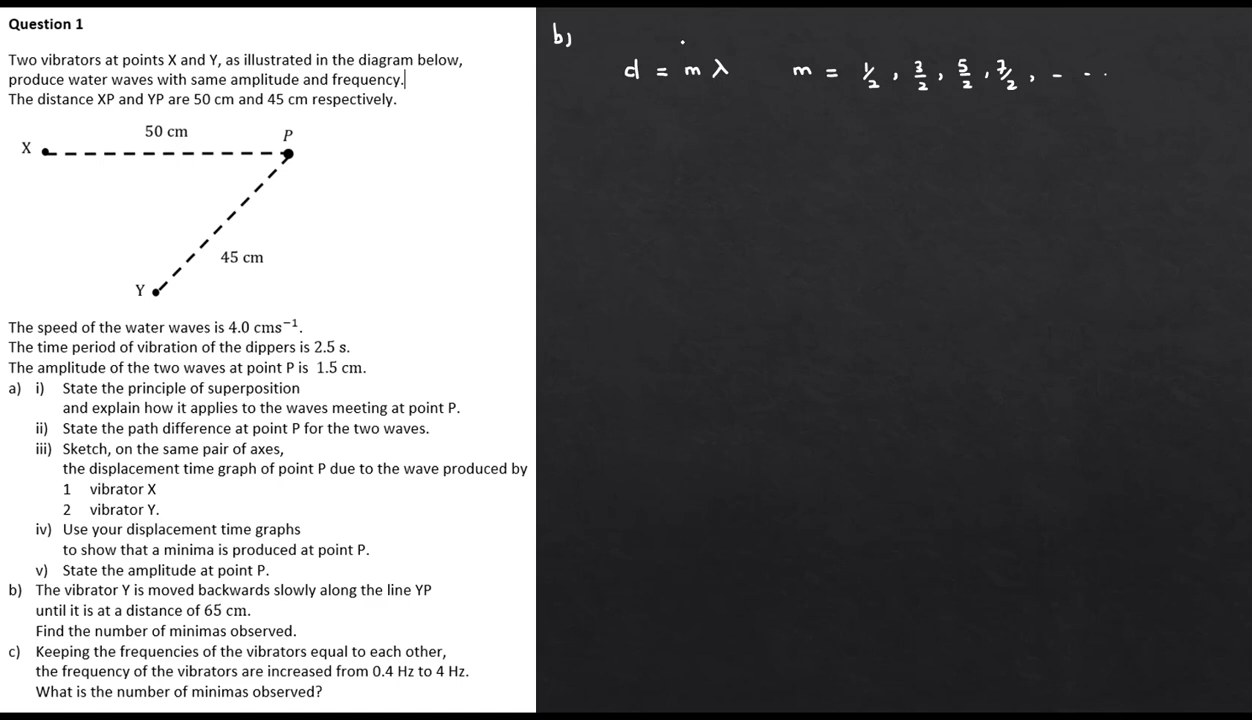 Question 1
Two vibrators at points X and Y, as illustrated in the diagram below,
produce water waves with same amplitude and frequency.
The distance XP and YP are 50 cm and 45 cm respectively.
50 cm
P
X
45 cm
Y
The speed of the water waves is 4.0 cms⁻¹.
The time period of vibration of the dippers is 2.5 s.
The amplitude of the two waves at point P is 1.5 cm.
a) i) State the principle of superposition
and explain how it applies to the waves meeting at point P.
ii) State the path difference at point P for the two waves.
iii) Sketch, on the same pair of axes,
the displacement time graph of point P due to the wave produced by
1 vibrator X
2 vibrator Y.
iv) Use your displacement time graphs
to show that a minima is produced at point P.
v) State the amplitude at point P.
b) The vibrator Y is moved backwards slowly along the line YP
until it is at a distance of 65 cm.
Find the number of minimas observed.
c) Keeping the frequencies of the vibrators equal to each other,
the frequency of the vibrators are increased from 0.4 Hz to 4 Hz.
What is the number of minimas observed?
b)
d = m λ m = 1/2, 3/2, 5/2, 7/2, - - - -